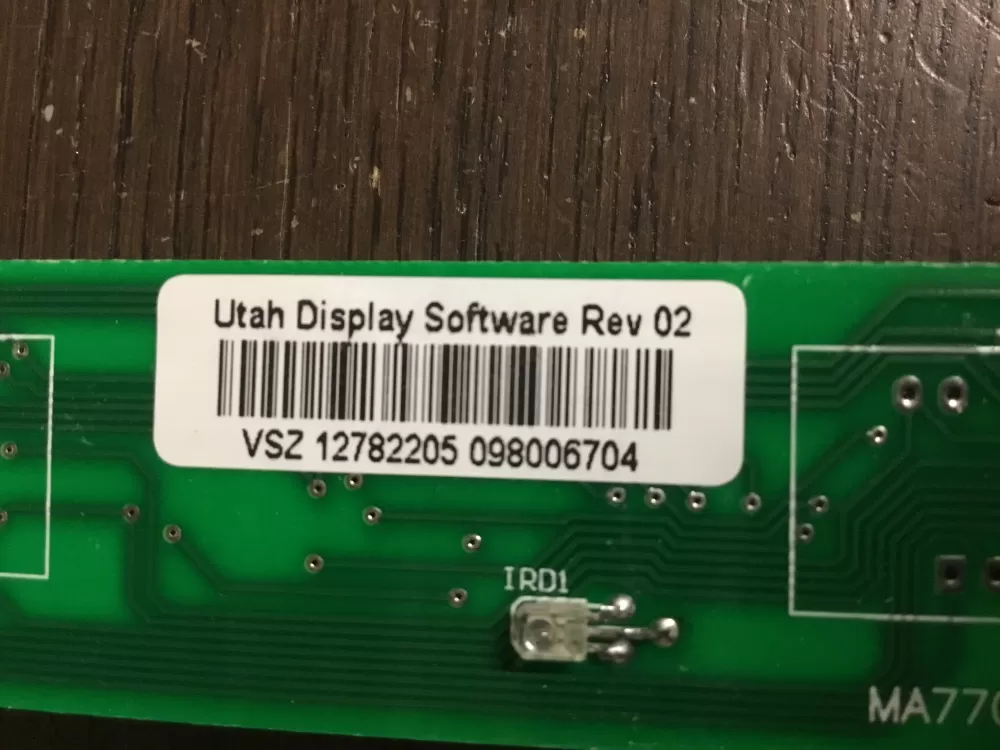 Utah Display Software Rev 02
VSZ 12782205 098006704
IRD1
MA770